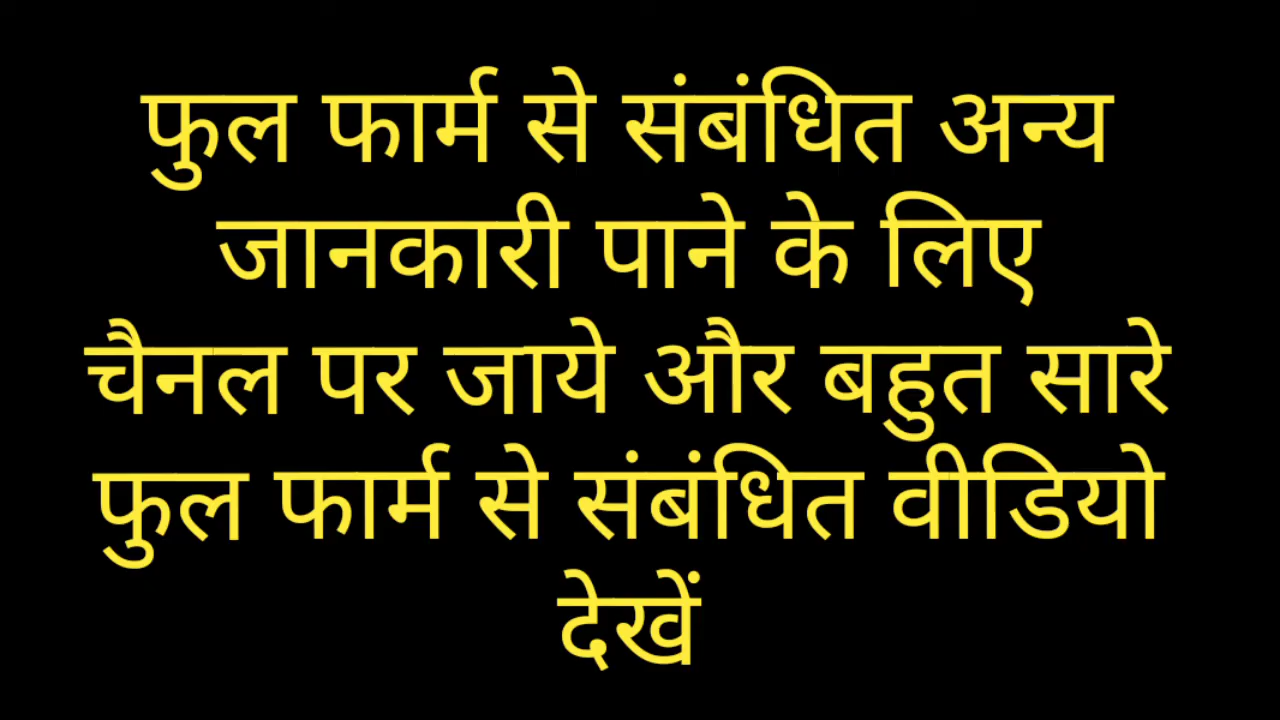 फुल फार्म से संबंधित अन्य
जानकारी पाने के लिए
चैनल पर जाये और बहुत सारे
फुल फार्म से संबंधित वीडियो
देखें